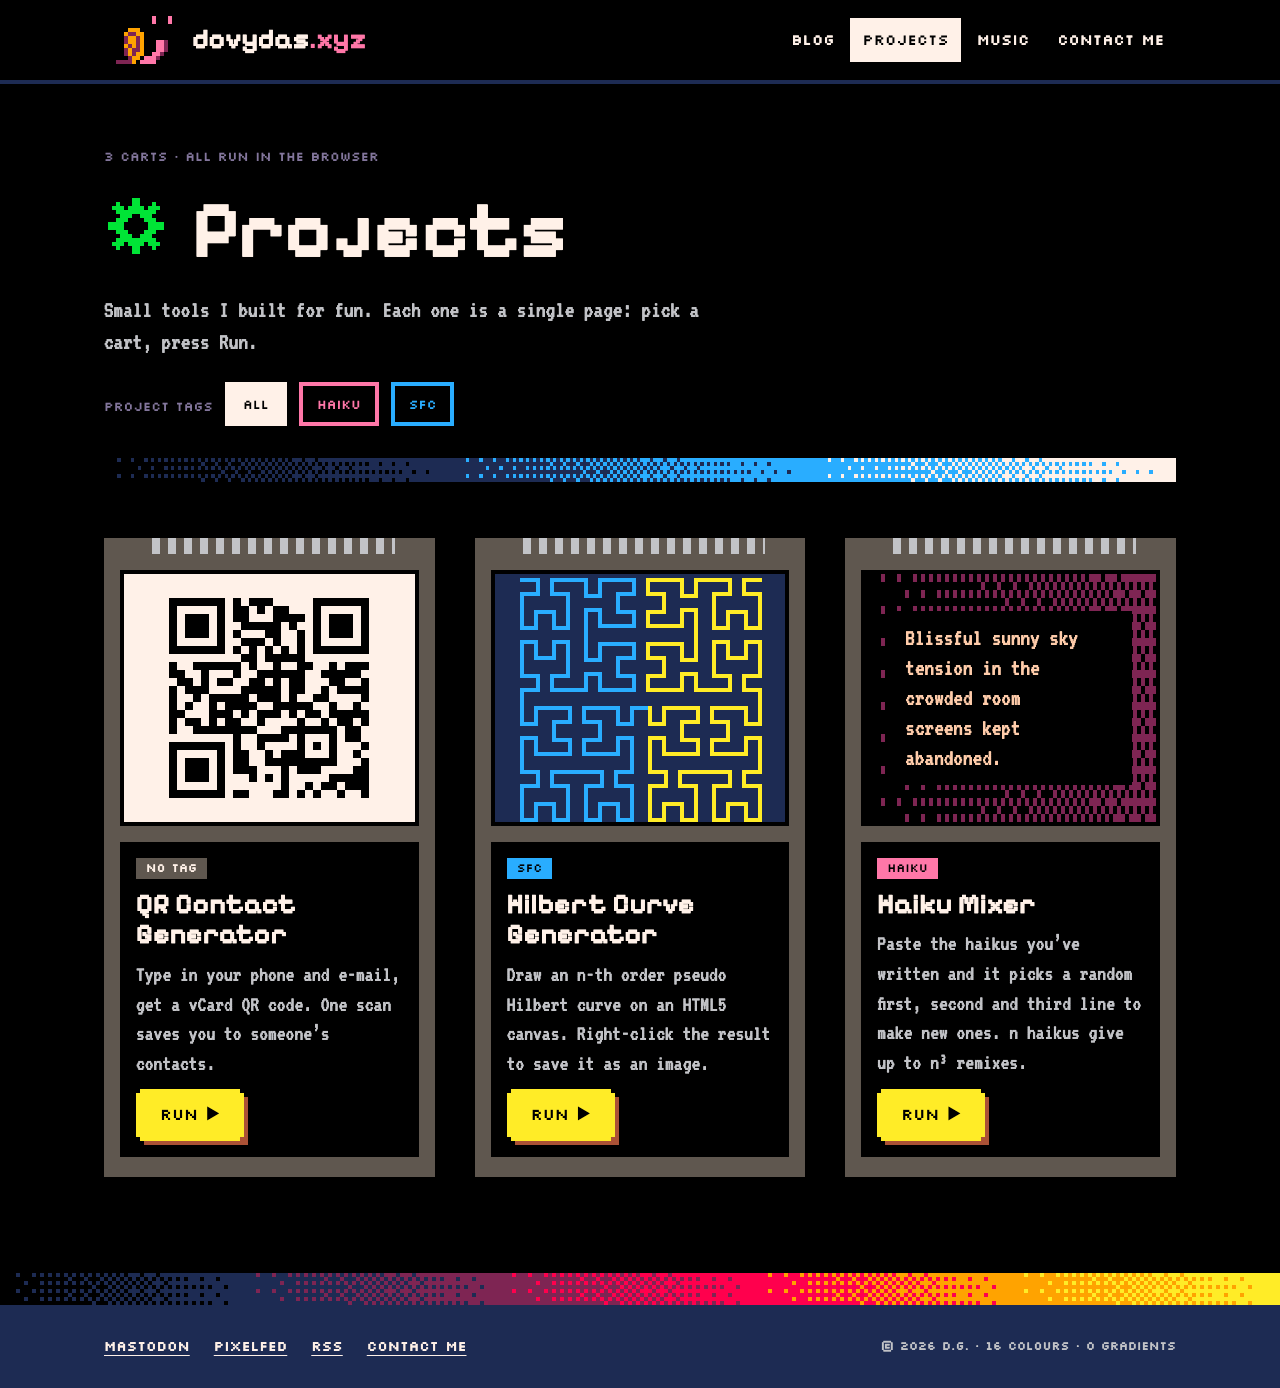 dovydas.xyz
BLOG PROJECTS MUSIC CONTACT ME
3 CARTS · ALL RUN IN THE BROWSER
Projects
Small tools I built for fun. Each one is a single page: pick a
cart, press Run.
PROJECT TAGS ALL HAIKU SFC
NO TAG
QR Contact
Generator
Type in your phone and e-mail,
get a vCard QR code. One scan
saves you to someone’s
contacts.
RUN ▶
SFC
Hilbert Curve
Generator
Draw an n-th order pseudo
Hilbert curve on an HTML5
canvas. Right-click the result
to save it as an image.
RUN ▶
Blissful sunny sky
tension in the
crowded room
screens kept
abandoned.
HAIKU
Haiku Mixer
Paste the haikus you’ve
written and it picks a random
first, second and third line to
make new ones. n haikus give
up to n³ remixes.
RUN ▶
MASTODON PIXELFED RSS CONTACT ME
© 2026 D.G. · 16 COLOURS · 0 GRADIENTS